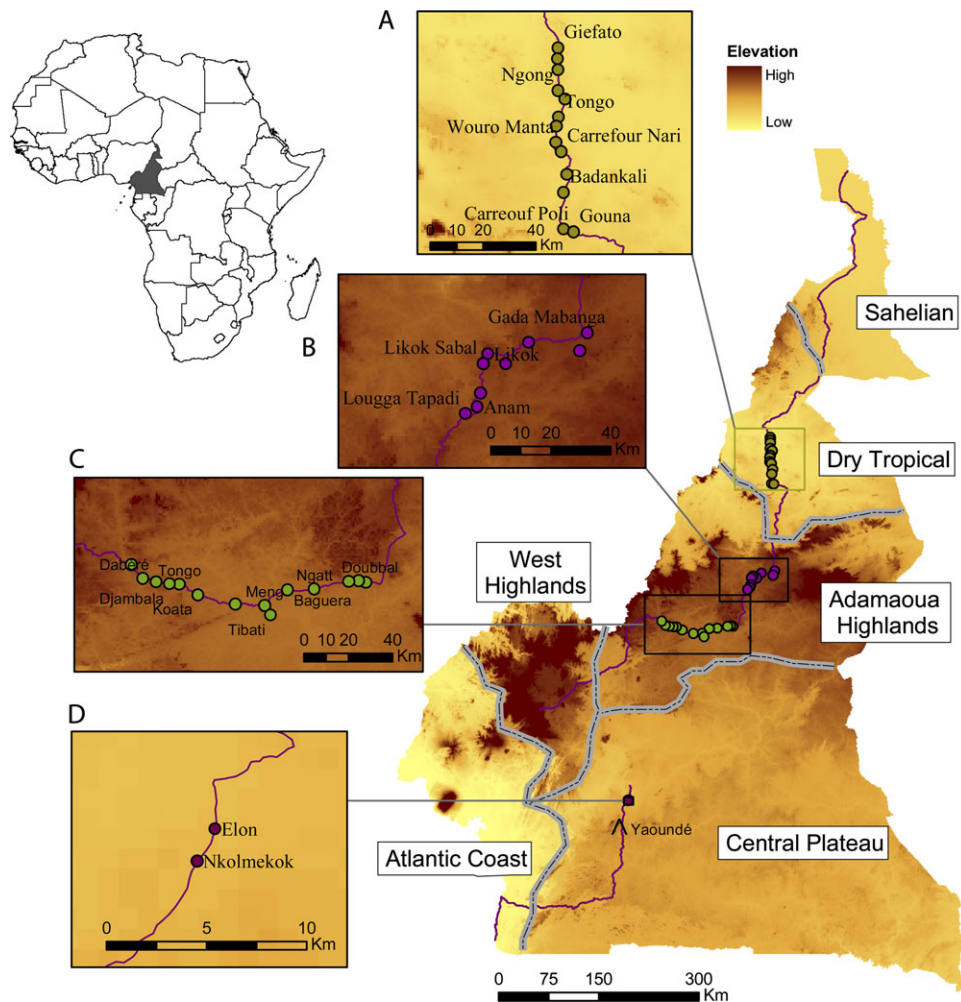 A
Giefato
Ngong
Tongo
Wouro Manta
Carrefour Nari
Badankali
Carreouf Poli
Gouna
0 20 40
Km
Elevation
High
Low
B
Gada Mabanga
Likok Sabal
Likok
Lougga Tapadi
Anam
0 20 40
Km
C
Daberé
Tongo
Doubbal
Ngatt
Meng
Djambala
Baguera
Koata
Tibati
0 20 40
Km
D
Elon
Nkolmekok
0 5 10
Km
Sahelian
Dry Tropical
West
Highlands
Adamaoua
Highlands
Yaoundé
Central Plateau
Atlantic Coast
0 75 150 300
Km